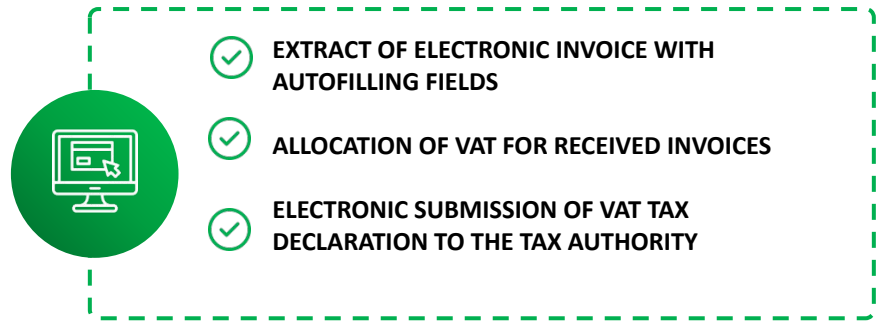 EXTRACT OF ELECTRONIC INVOICE WITH
AUTOFILLING FIELDS
ALLOCATION OF VAT FOR RECEIVED INVOICES
ELECTRONIC SUBMISSION OF VAT TAX
DECLARATION TO THE TAX AUTHORITY